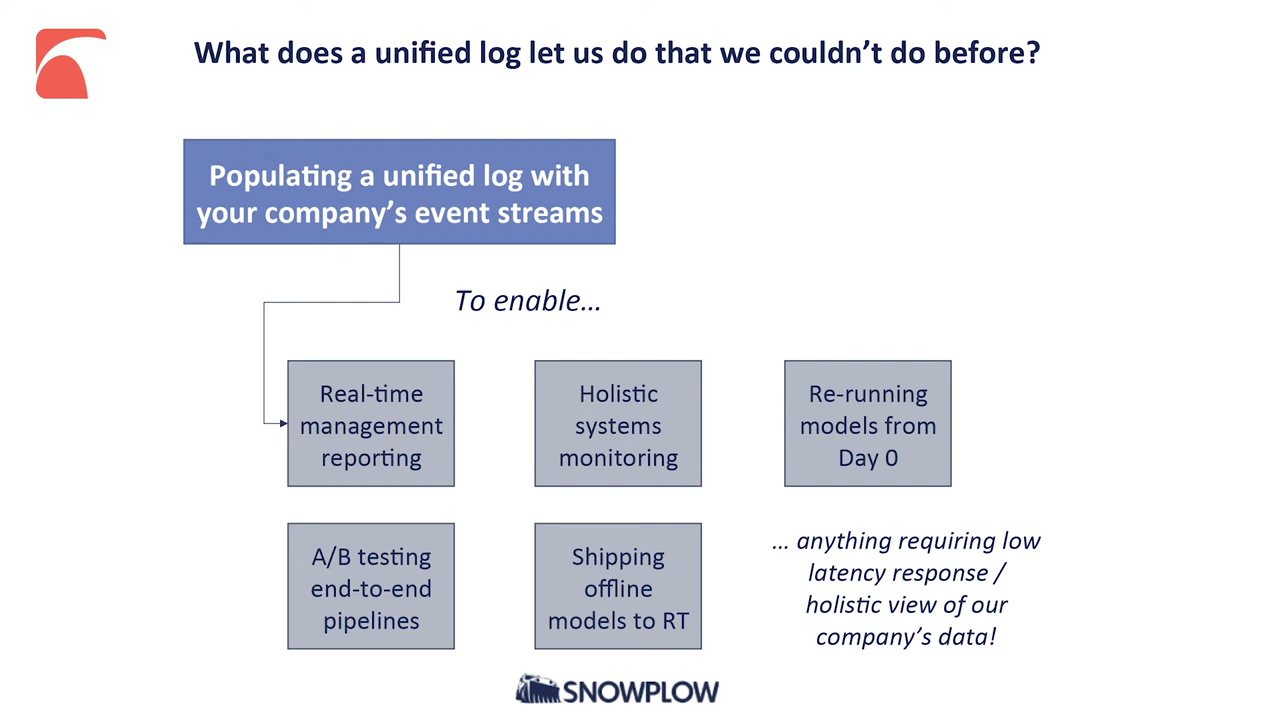 What does a unified log let us do that we couldn’t do before?
Populating a unified log with
your company’s event streams
To enable…
Real-time
management
reporting
Holistic
systems
monitoring
Re-running
models from
Day 0
A/B testing
end-to-end
pipelines
Shipping
offline
models to RT
… anything requiring low
latency response /
holistic view of our
company’s data!
SNOWPLOW